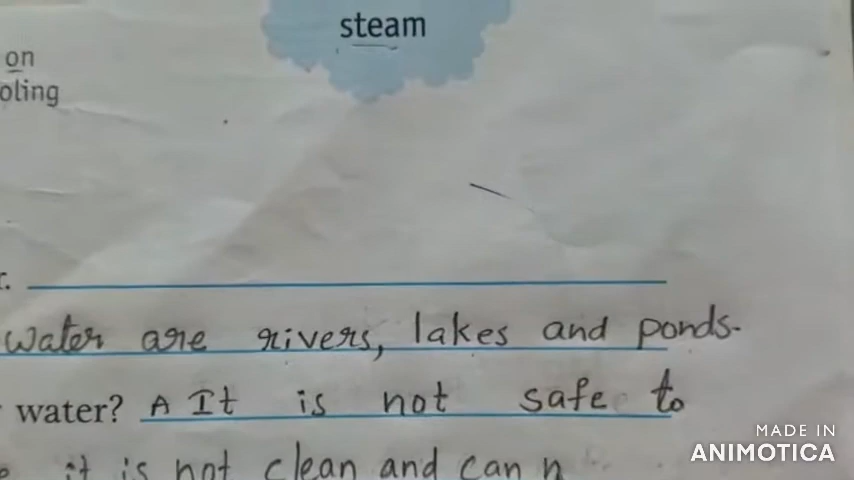 steam
on
oling
r.
water are rivers, lakes and ponds.
water? A It is not safe to
it is not clean and can n
MADE IN
ANIMOTICA